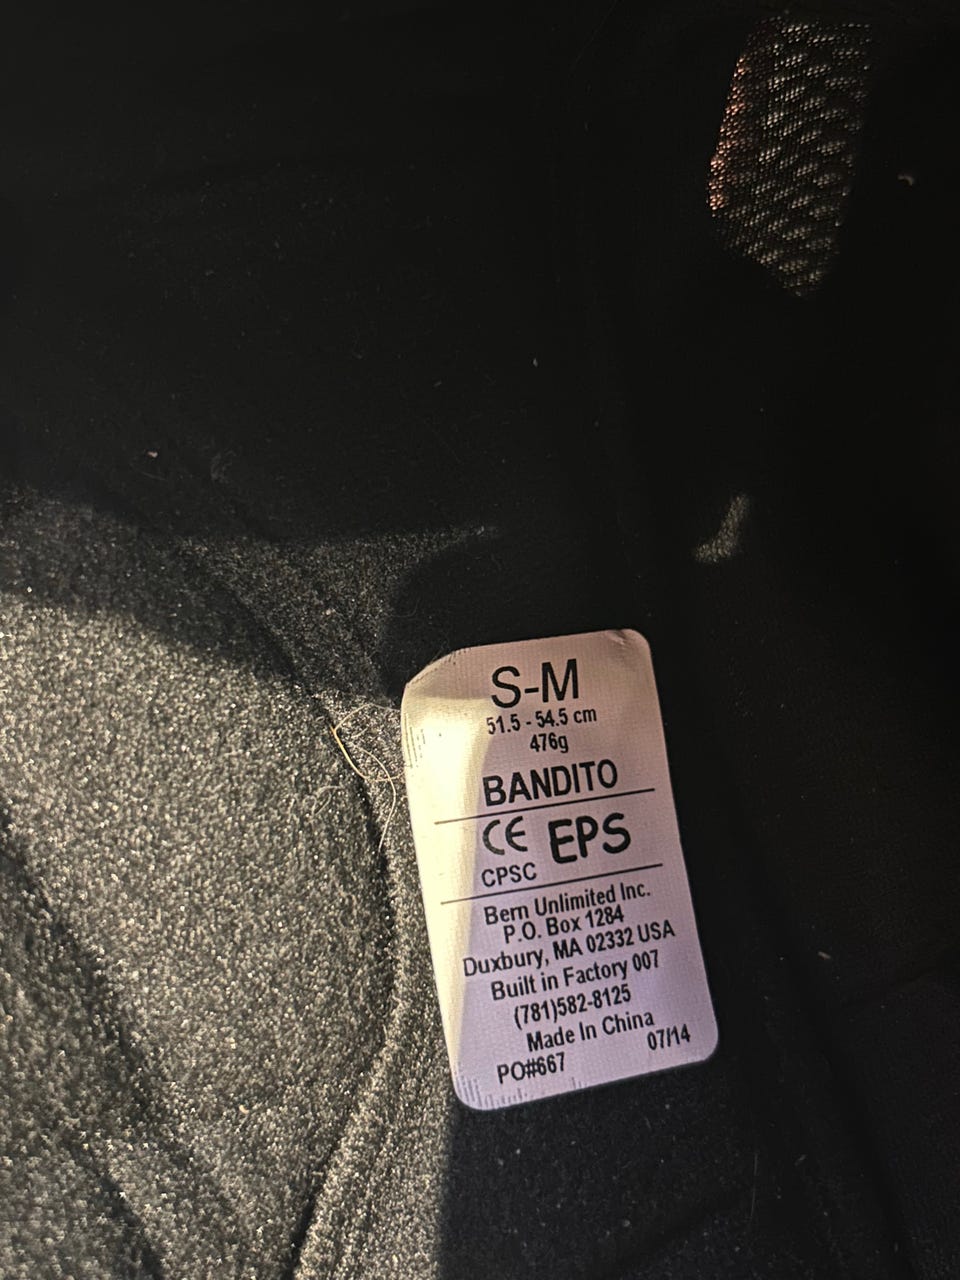 S-M
51.5 - 54.5 cm
476g
BANDITO
CE EPS
CPSC
Bern Unlimited Inc.
P.O. Box 1284
Duxbury, MA 02332 USA
Built in Factory 007
(781)582-8125
Made In China
PO#667 07/14